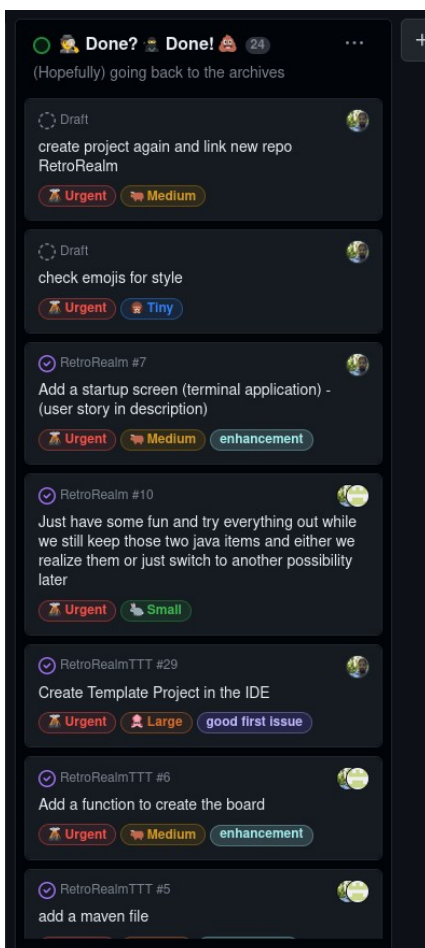 Done? Done! 24
(Hopefully) going back to the archives
Draft
create project again and link new repo
RetroRealm
Urgent Medium
Draft
check emojis for style
Urgent Tiny
RetroRealm #7
Add a startup screen (terminal application) -
(user story in description)
Urgent Medium enhancement
RetroRealm #10
Just have some fun and try everything out while
we still keep those two java items and either we
realize them or just switch to another possibility
later
Urgent Small
RetroRealmTTT #29
Create Template Project in the IDE
Urgent Large good first issue
RetroRealmTTT #6
Add a function to create the board
Urgent Medium enhancement
RetroRealmTTT #5
add a maven file